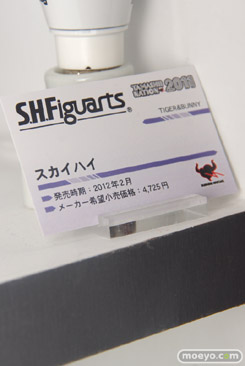 S.H.Figuarts®
TAMASHII NATION 2011
TIGER&BUNNY
スカイハイ
発売時期：2012年2月
メーカー希望小売価格：4,725円
moeyo.com